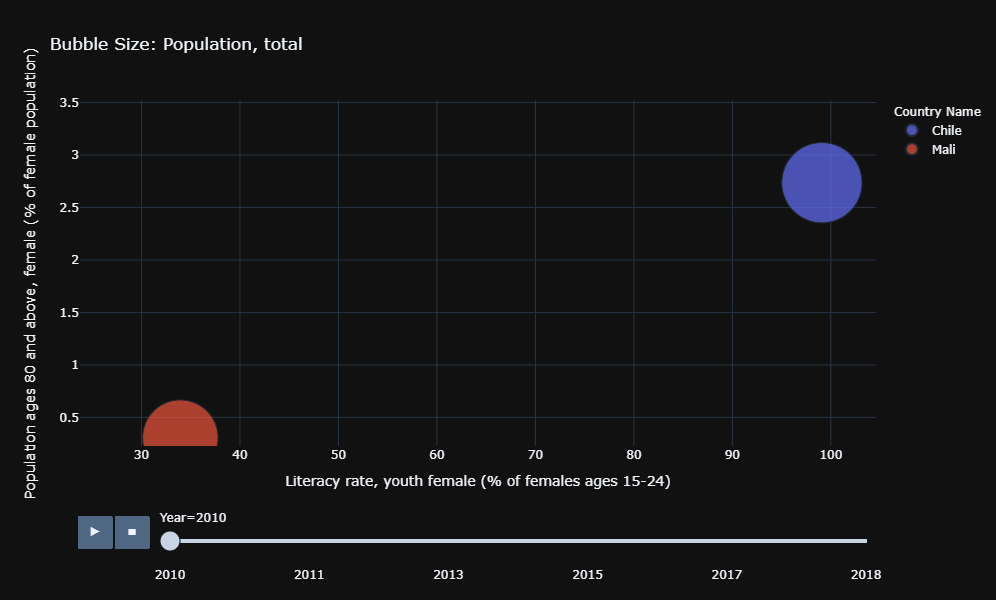 Bubble Size: Population, total
Population ages 80 and above, female (% of female population)
3.5
3
2.5
2
1.5
1
0.5
30 40 50 60 70 80 90 100
Literacy rate, youth female (% of females ages 15-24)
Country Name
Chile
Mali
Year=2010
2010 2011 2013 2015 2017 2018